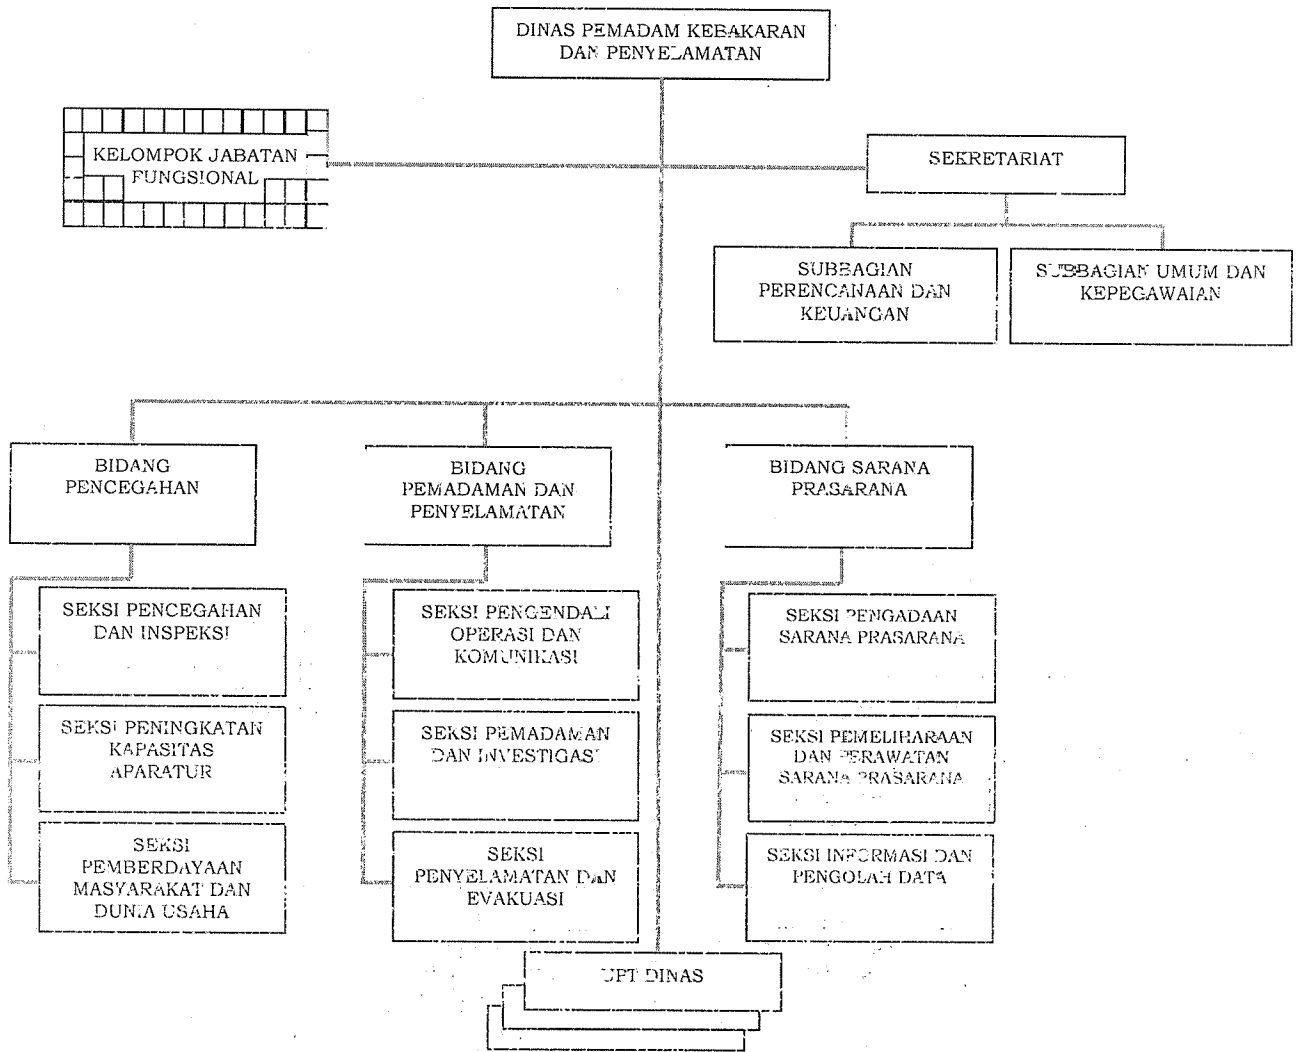 DINAS PEMADAM KEBAKARAN
DAN PENYELAMATAN
KELOMPOK JABATAN
FUNGSIONAL
SEKRETARIAT
SUBBAGIAN
PERENCANAAN DAN
KEUANGAN
SUBBAGIAN UMUM DAN
KEPEGAWAIAN
BIDANG
PENCEGAHAN
BIDANG
PEMADAMAN DAN
PENYELAMATAN
BIDANG SARANA
PRASARANA
SEKSI PENCEGAHAN
DAN INSPEKSI
SEKSI PENINGKATAN
KAPASITAS
APARATUR
SEKSI
PEMBERDAYAAN
MASYARAKAT DAN
DUNIA USAHA
SEKSI PENGENDALI
OPERASI DAN
KOMUNIKASI
SEKSI PEMADAMAN
DAN INVESTIGASI
SEKSI
PENYELAMATAN DAN
EVAKUASI
SEKSI PENGADAAN
SARANA PRASARANA
SEKSI PEMELIHARAAN
DAN PERAWATAN
SARANA PRASARANA
SEKSI INFORMASI DAN
PENGOLAH DATA
UPT DINAS